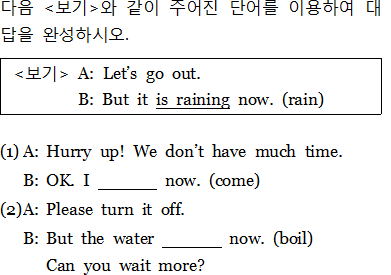 다음 <보기>와 같이 주어진 단어를 이용하여 대
답을 완성하시오.
<보기> A: Let's go out.
B: But it is raining now. (rain)
(1) A: Hurry up! We don't have much time.
B: OK. I ______ now. (come)
(2)A: Please turn it off.
B: But the water ______ now. (boil)
Can you wait more?